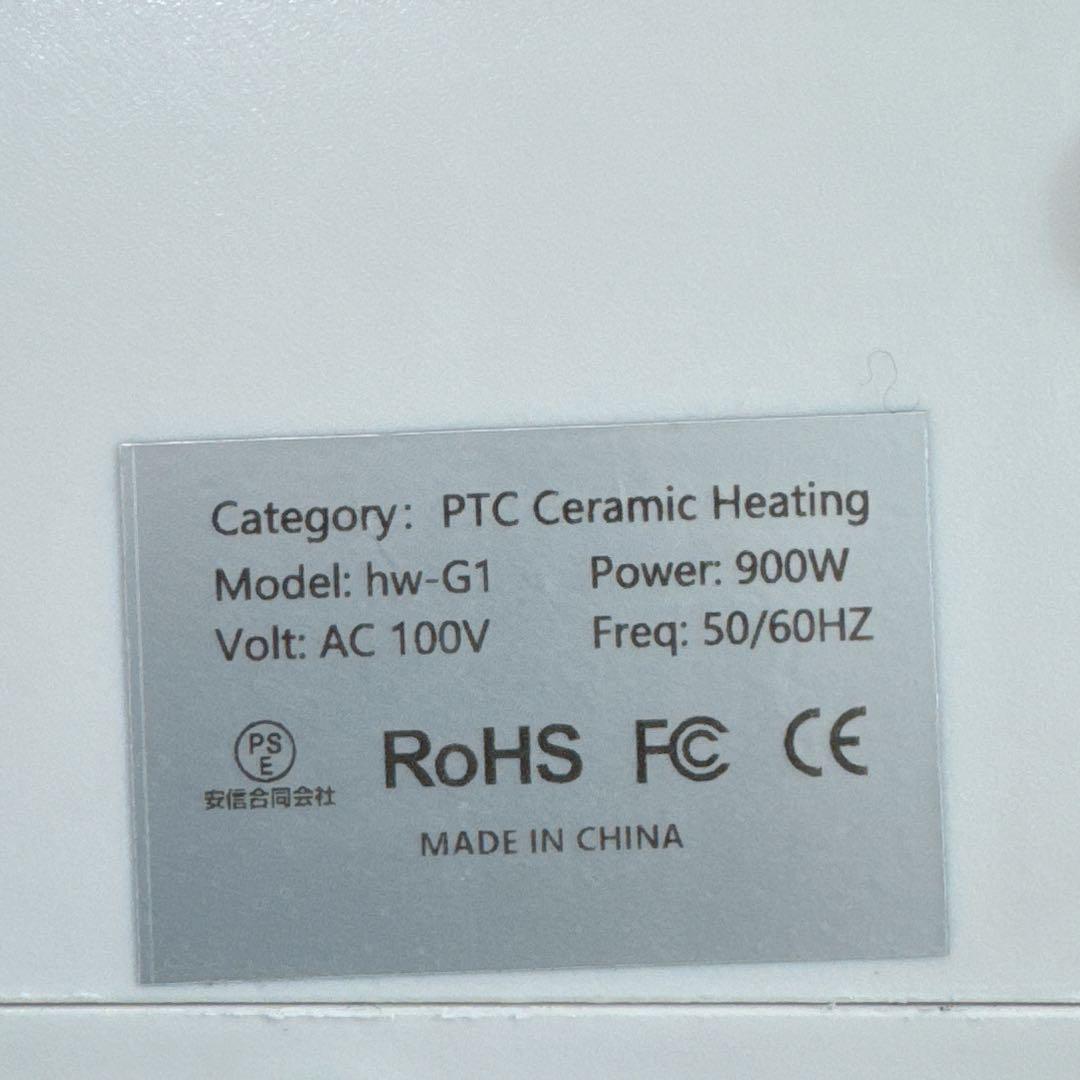 Category: PTC Ceramic Heating
Model: hw-G1 Power: 900W
Volt: AC 100V Freq: 50/60HZ
PS
E
安信合同会社
RoHS FC CE
MADE IN CHINA